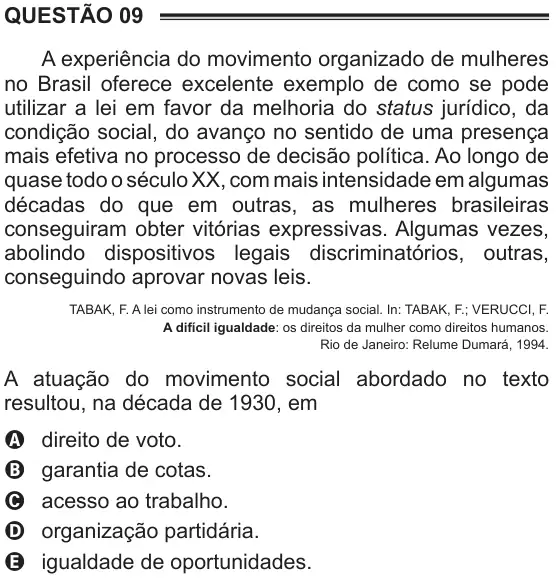 QUESTÃO 09
A experiência do movimento organizado de mulheres
no Brasil oferece excelente exemplo de como se pode
utilizar a lei em favor da melhoria do status jurídico, da
condição social, do avanço no sentido de uma presença
mais efetiva no processo de decisão política. Ao longo de
quase todo o século XX, com mais intensidade em algumas
décadas do que em outras, as mulheres brasileiras
conseguiram obter vitórias expressivas. Algumas vezes,
abolindo dispositivos legais discriminatórios, outras,
conseguindo aprovar novas leis.
TABAK, F. A lei como instrumento de mudança social. In: TABAK, F.; VERUCCI, F.
A difícil igualdade: os direitos da mulher como direitos humanos.
Rio de Janeiro: Relume Dumará, 1994.
A atuação do movimento social abordado no texto
resultou, na década de 1930, em
A direito de voto.
B garantia de cotas.
C acesso ao trabalho.
D organização partidária.
E igualdade de oportunidades.